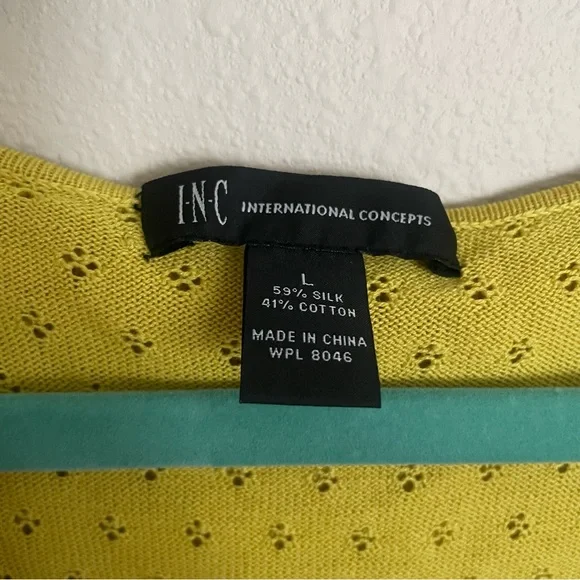 I·N·C INTERNATIONAL CONCEPTS
L
59% SILK
41% COTTON
MADE IN CHINA
WPL 8046